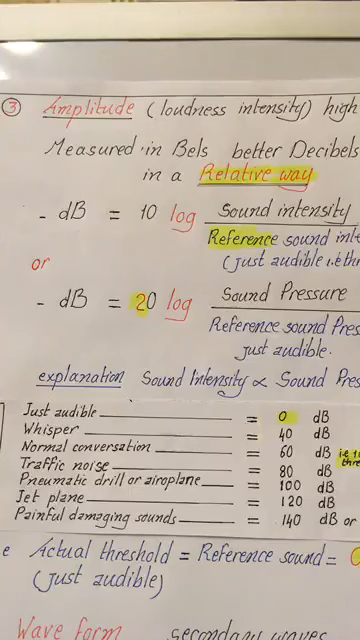 ③ Amplitude (loudness intensity) high
Measured in Bels better Decibels
in a Relative way
- dB = 10 log Sound intensity
Reference sound inte
(just audible i.e thr
or
- dB = 20 log Sound Pressure
Reference sound Pres
just audible.
explanation Sound Intensity ∝ Sound Pres
Just audible = 0 dB
Whisper = 40 dB
Normal conversation = 60 dB i.e t
Traffic noise = 80 dB thre
Pneumatic drill or airoplane = 100 dB
Jet plane = 120 dB
Painful damaging sounds = 140 dB or
e Actual threshold = Reference sound =
(just audible)
Wave form secondary waves